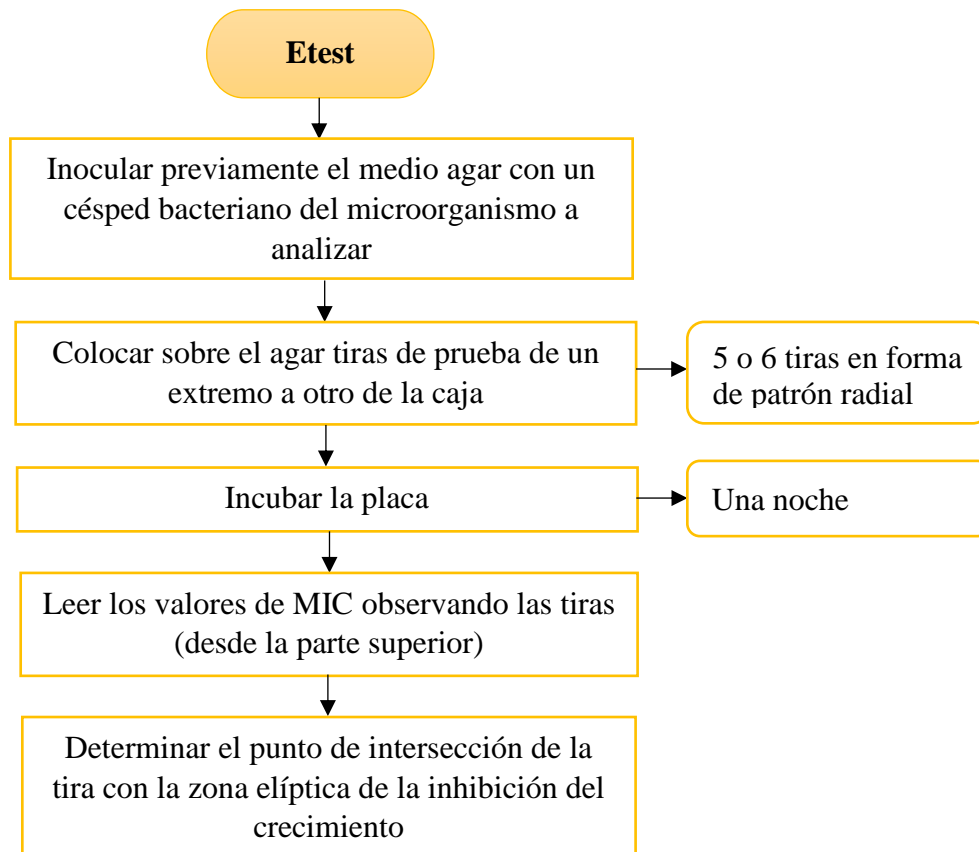 Etest
Inocular previamente el medio agar con un
césped bacteriano del microorganismo a
analizar
Colocar sobre el agar tiras de prueba de un
extremo a otro de la caja
5 o 6 tiras en forma
de patrón radial
Incubar la placa
Una noche
Leer los valores de MIC observando las tiras
(desde la parte superior)
Determinar el punto de intersección de la
tira con la zona elíptica de la inhibición del
crecimiento